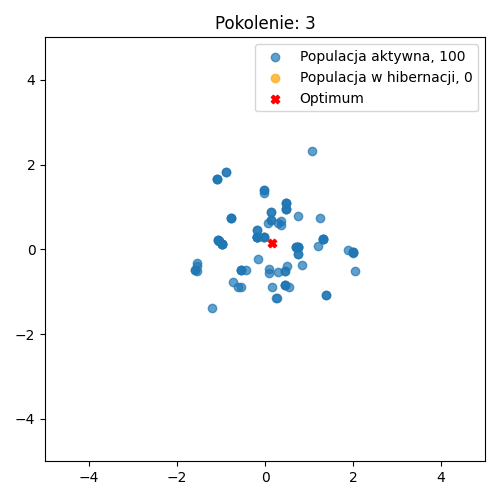 Pokolenie: 3
Populacja aktywna, 100
Populacja w hibernacji, 0
Optimum
4
2
0
−2
−4
−4 −2 0 2 4